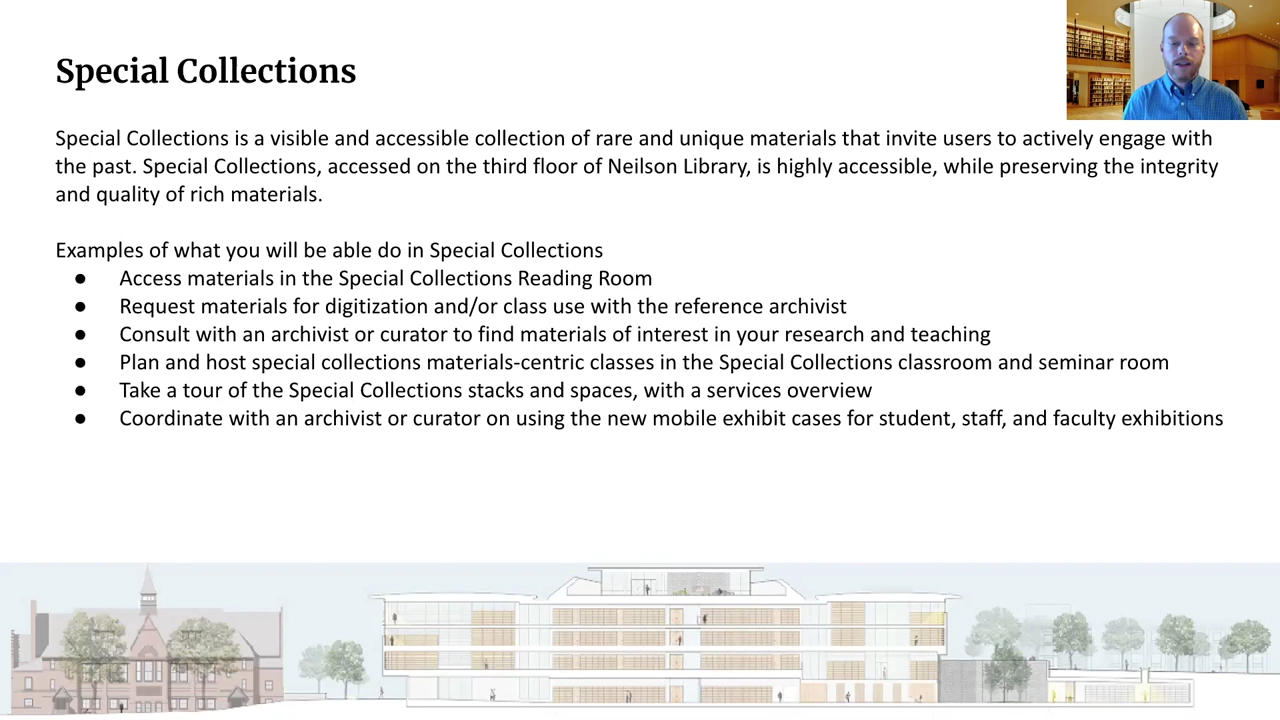 Special Collections
Special Collections is a visible and accessible collection of rare and unique materials that invite users to actively engage with
the past. Special Collections, accessed on the third floor of Neilson Library, is highly accessible, while preserving the integrity
and quality of rich materials.
Examples of what you will be able do in Special Collections
● Access materials in the Special Collections Reading Room
● Request materials for digitization and/or class use with the reference archivist
● Consult with an archivist or curator to find materials of interest in your research and teaching
● Plan and host special collections materials-centric classes in the Special Collections classroom and seminar room
● Take a tour of the Special Collections stacks and spaces, with a services overview
● Coordinate with an archivist or curator on using the new mobile exhibit cases for student, staff, and faculty exhibitions